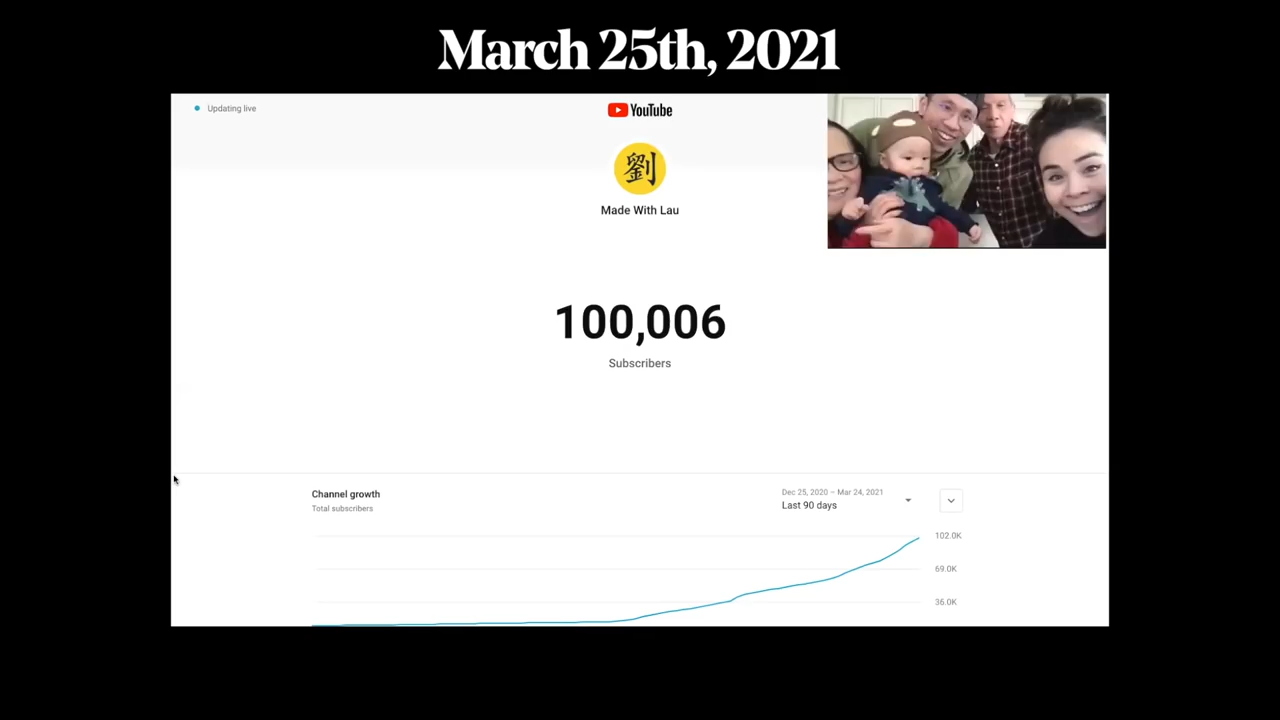 March 25th, 2021
Updating live
YouTube
劉
Made With Lau
100,006
Subscribers
Channel growth
Total subscribers
Dec 25, 2020 – Mar 24, 2021
Last 90 days
102.0K
69.0K
36.0K